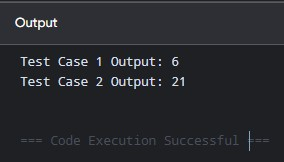 Output
Test Case 1 Output: 6
Test Case 2 Output: 21
=== Code Execution Successful ===